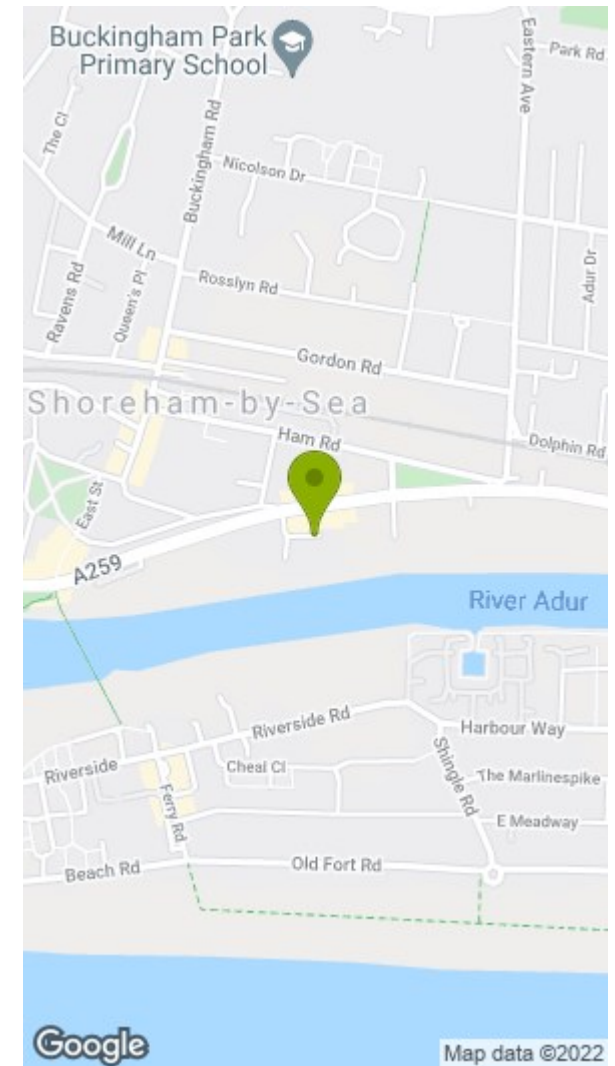 Buckingham Park
Primary School
Eastern Ave
Park Rd
The Cl
Buckingham Rd
Nicolson Dr
Mill Ln
Ravens Rd
Queen's Pl
Rosslyn Rd
Adur Dr
Gordon Rd
Shoreham-by-Sea
Ham Rd
Dolphin Rd
East St
A259
River Adur
Riverside Rd
Harbour Way
Riverside
Cheal Cl
Shingle Rd
The Marlinespike
Ferry Rd
E Meadway
Beach Rd
Old Fort Rd
Google
Map data ©2022